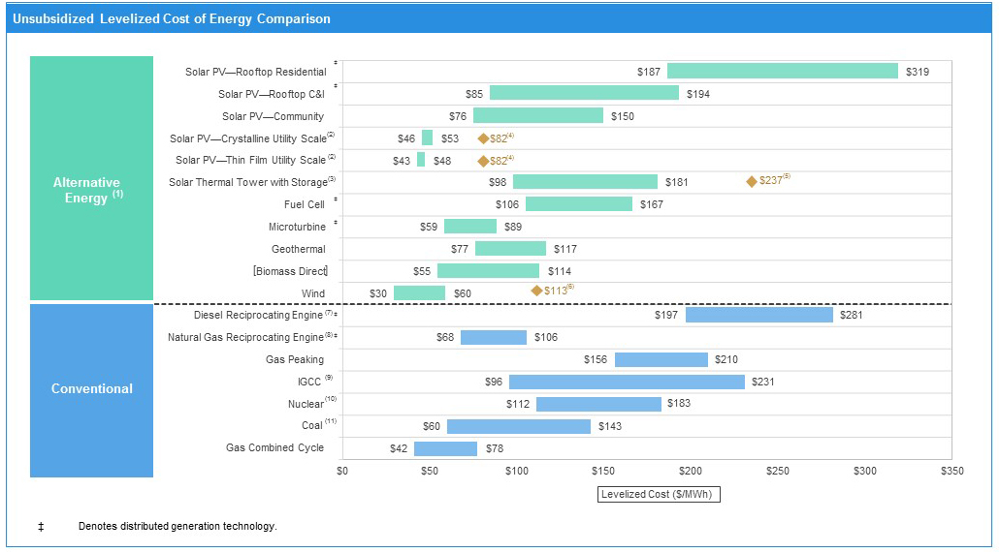 Unsubsidized Levelized Cost of Energy Comparison
Alternative
Energy (1)
Solar PV—Rooftop Residential ‡ $187 $319
Solar PV—Rooftop C&I ‡ $85 $194
Solar PV—Community $76 $150
Solar PV—Crystalline Utility Scale(2) $46 $53 $82(4)
Solar PV—Thin Film Utility Scale (2) $43 $48 $82(4)
Solar Thermal Tower with Storage(3) $98 $181 $237(5)
Fuel Cell ‡ $106 $167
Microturbine ‡ $59 $89
Geothermal $77 $117
[Biomass Direct] $55 $114
Wind $30 $60 $113(6)
Conventional
Diesel Reciprocating Engine (7) ‡ $197 $281
Natural Gas Reciprocating Engine(8) ‡ $68 $106
Gas Peaking $156 $210
IGCC (9) $96 $231
Nuclear(10) $112 $183
Coal (11) $60 $143
Gas Combined Cycle $42 $78
$0 $50 $100 $150 $200 $250 $300 $350
Levelized Cost ($/MWh)
‡ Denotes distributed generation technology.